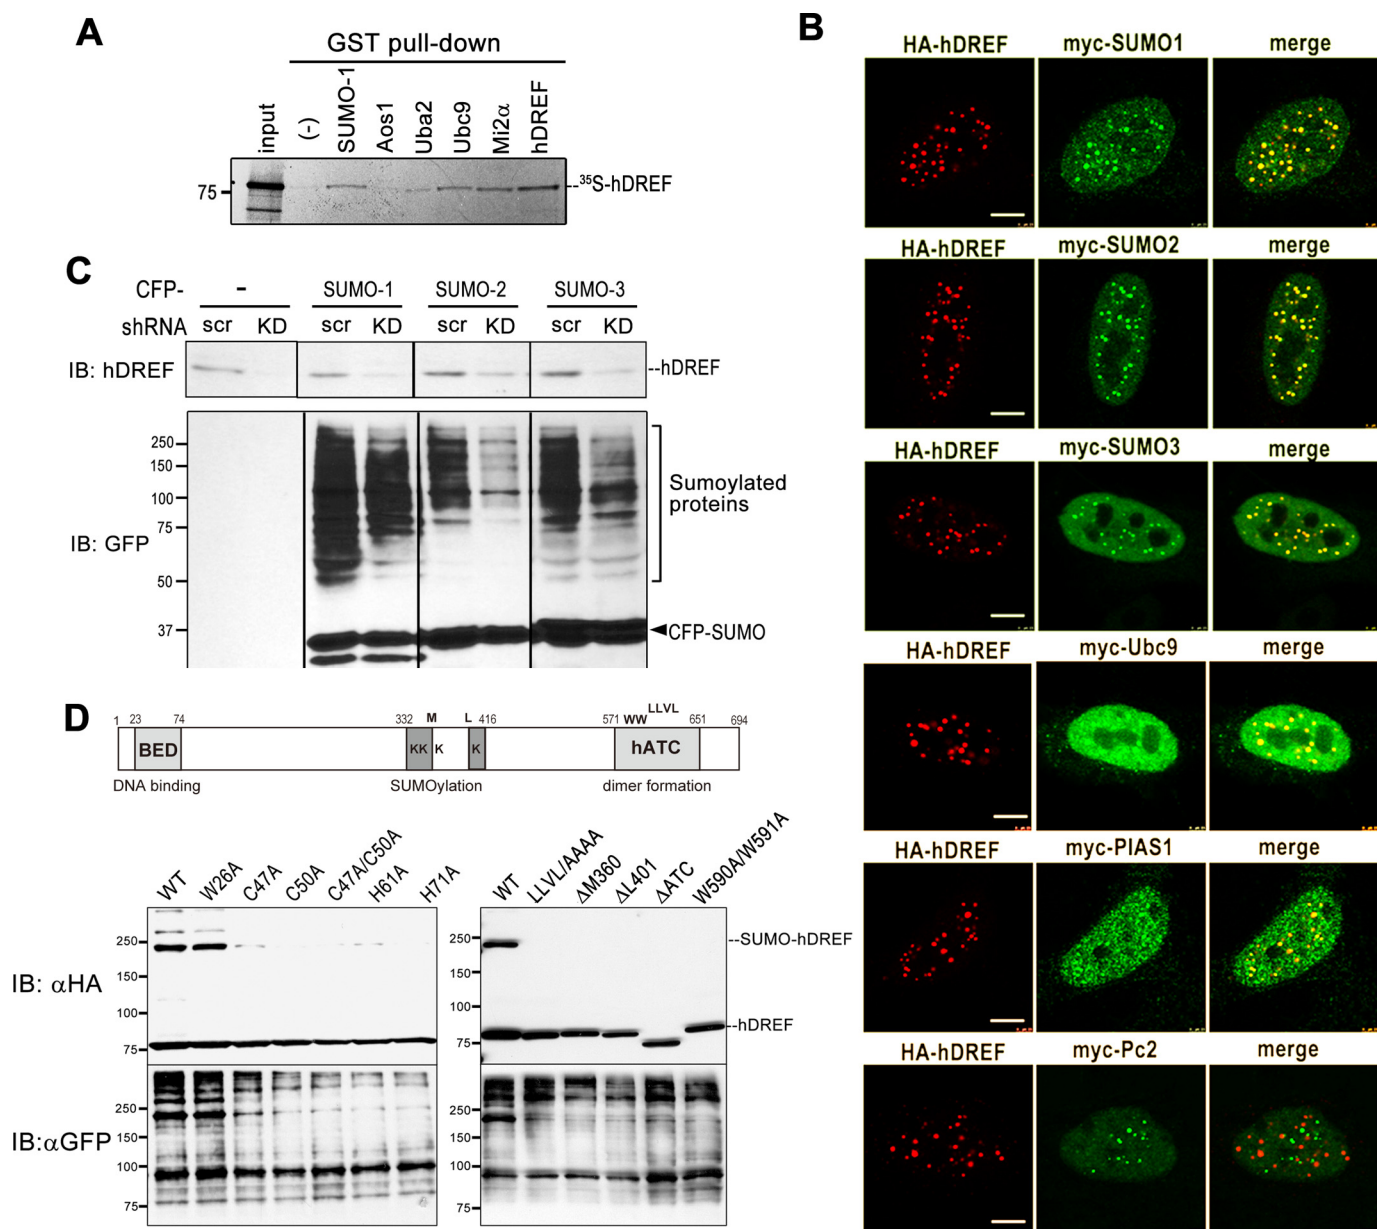 A
GST pull-down
input
(-)
SUMO-1
Aos1
Uba2
Ubc9
Mi2α
hDREF
75
--³⁵S-hDREF
B
HA-hDREF myc-SUMO1 merge
HA-hDREF myc-SUMO2 merge
HA-hDREF myc-SUMO3 merge
HA-hDREF myc-Ubc9 merge
HA-hDREF myc-PIAS1 merge
HA-hDREF myc-Pc2 merge
C
CFP- - SUMO-1 SUMO-2 SUMO-3
shRNA scr KD scr KD scr KD scr KD
IB: hDREF
--hDREF
250
150
100
75
50
37
IB: GFP
Sumoylated
proteins
CFP-SUMO
D
1 23 74 332 M L 416 571 WW LLVL 651 694
BED KK K K hATC
DNA binding SUMOylation dimer formation
WT W26A C47A C50A C47A/C50A H61A H71A
WT LLVL/AAAA ΔM360 ΔL401 ΔATC W590A/W591A
IB: αHA
250
150
100
75
250
150
100
75
--SUMO-hDREF
--hDREF
IB:αGFP
250
150
100
75
250
150
100
75